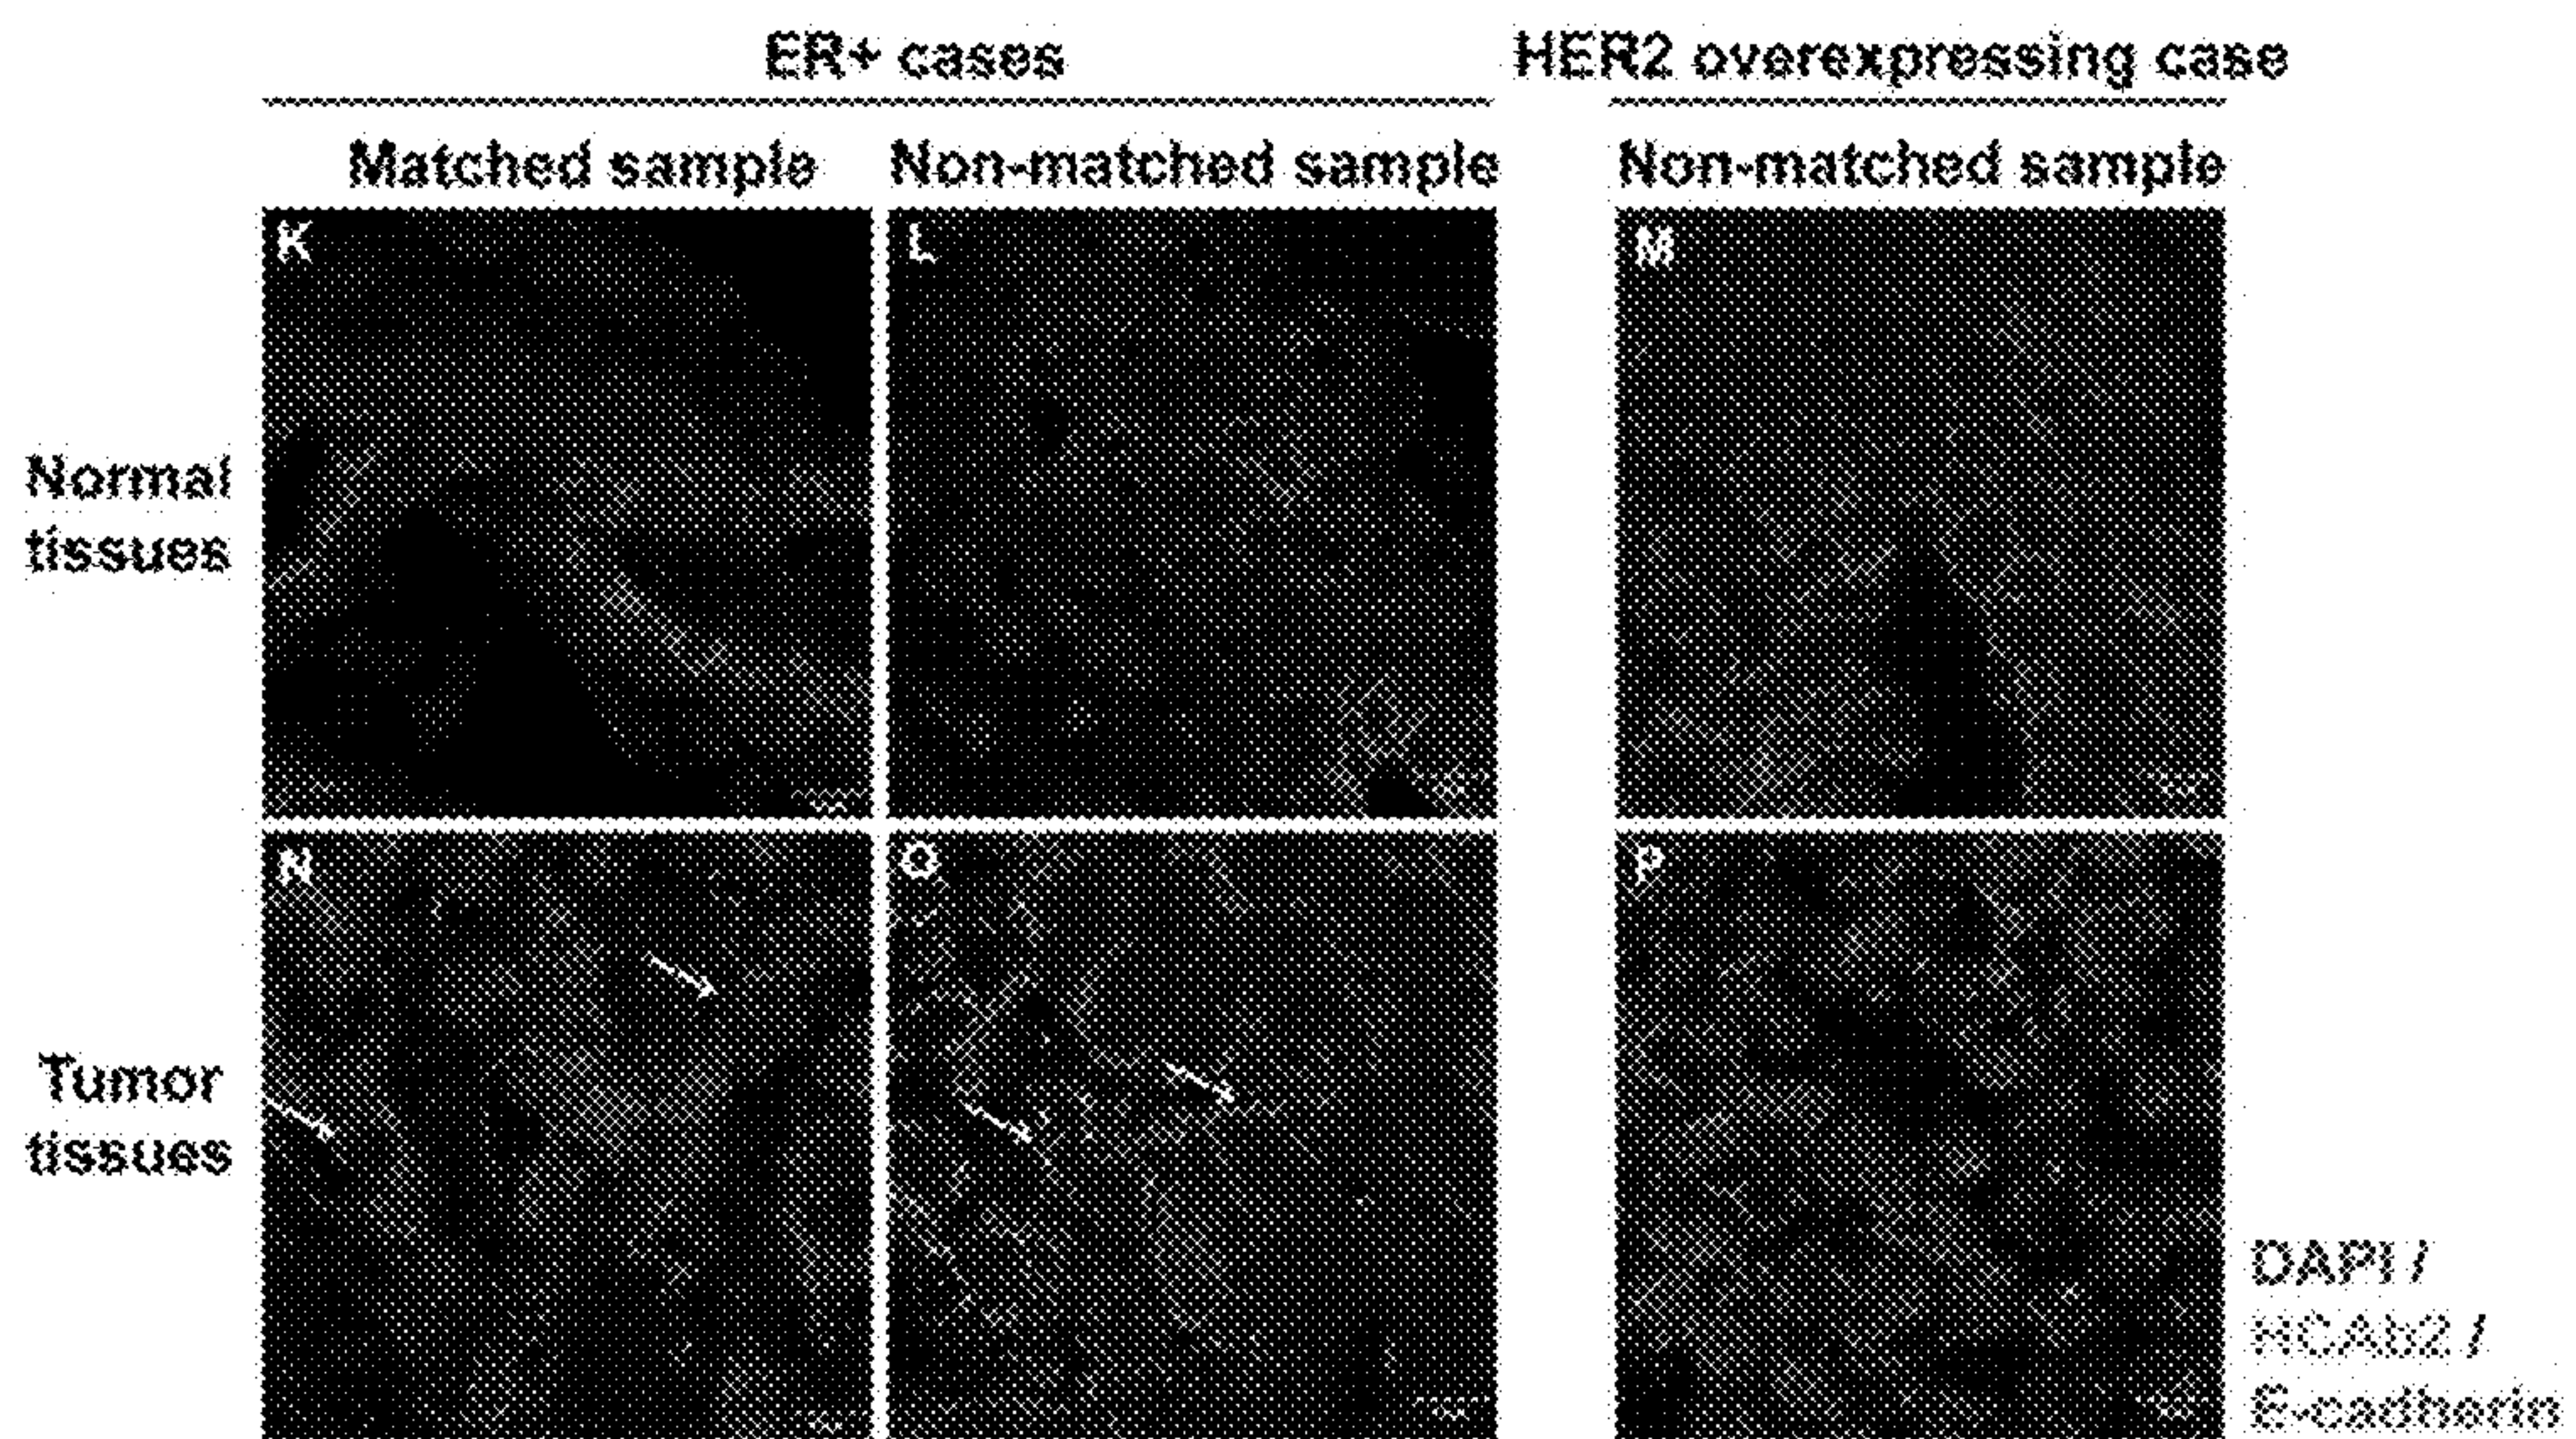 ER+ cases
HER2 overexpressing case
Matched sample
Non-matched sample
Non-matched sample
K
L
M
Normal
tissues
N
O
P
Tumor
tissues
DAPI /
HCAb2 /
E-cadherin